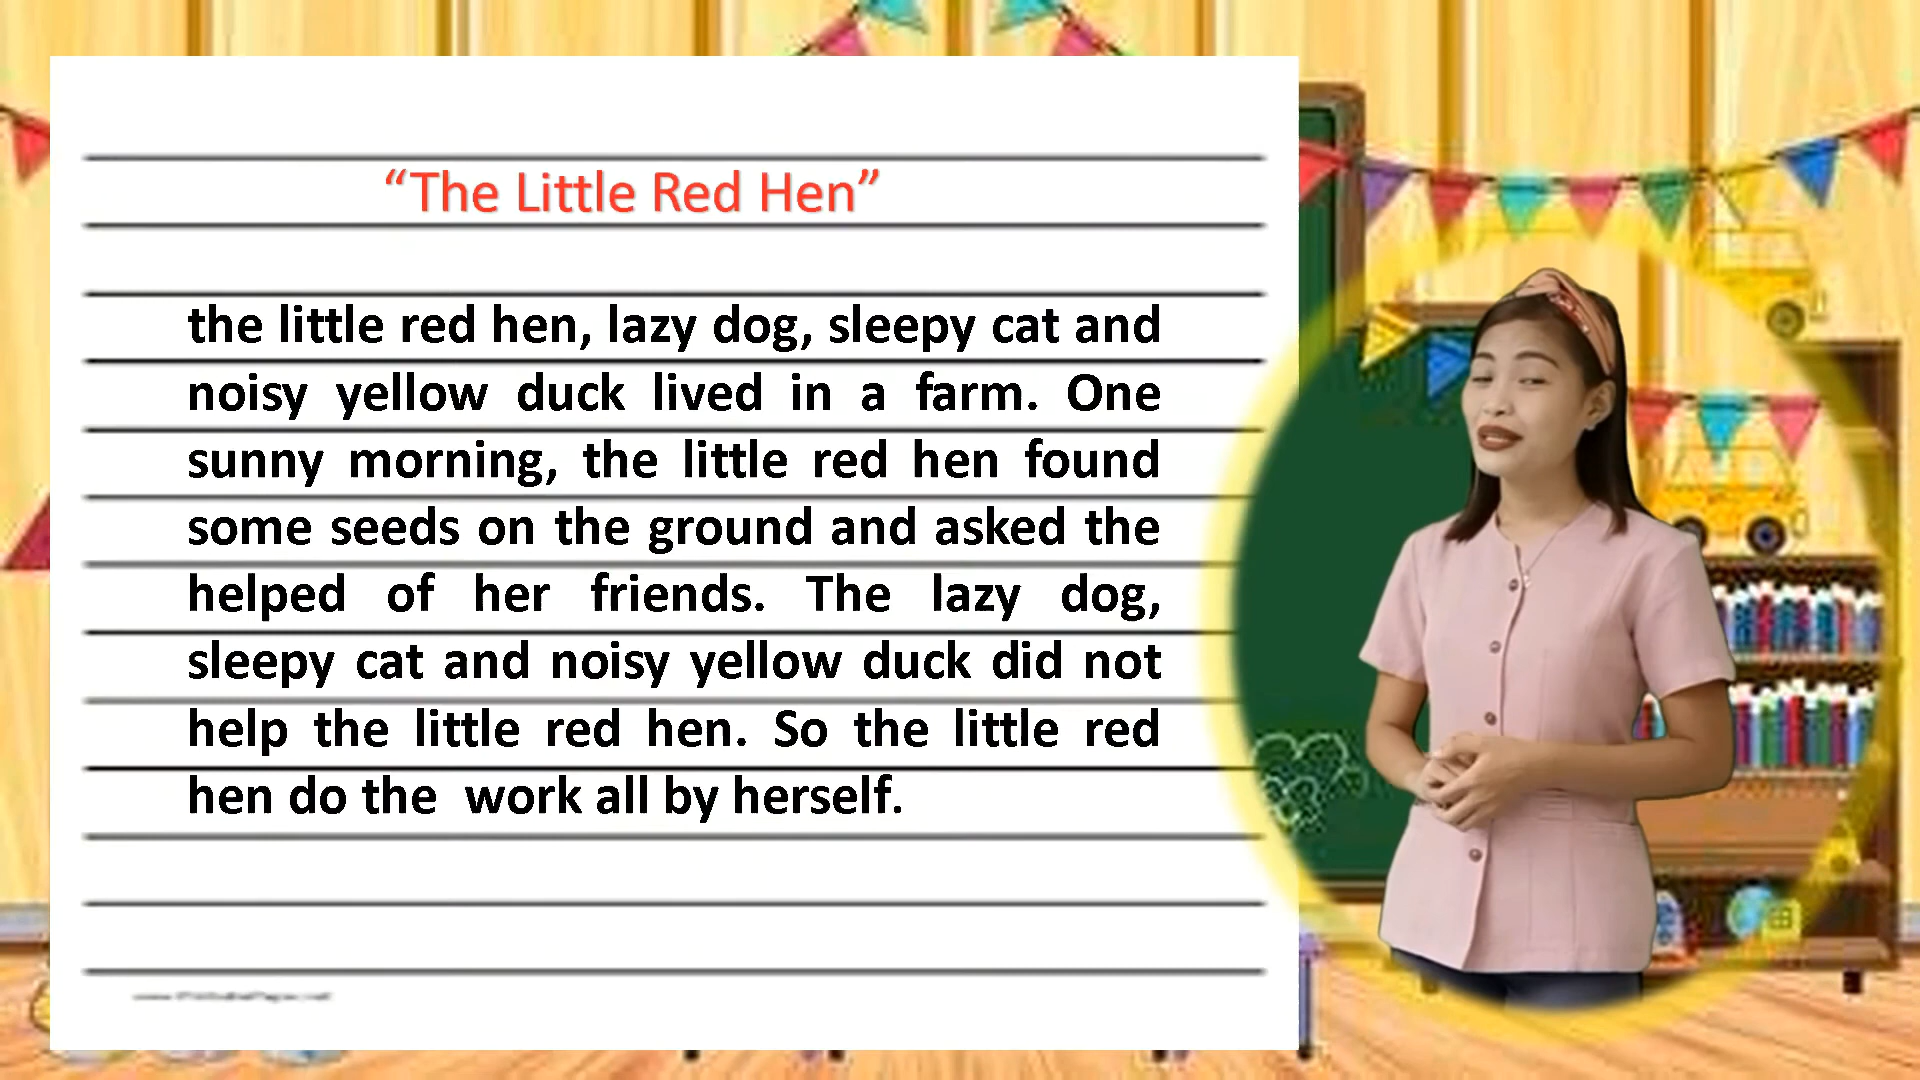 “The Little Red Hen”
the little red hen, lazy dog, sleepy cat and
noisy yellow duck lived in a farm. One
sunny morning, the little red hen found
some seeds on the ground and asked the
helped of her friends. The lazy dog,
sleepy cat and noisy yellow duck did not
help the little red hen. So the little red
hen do the  work all by herself.